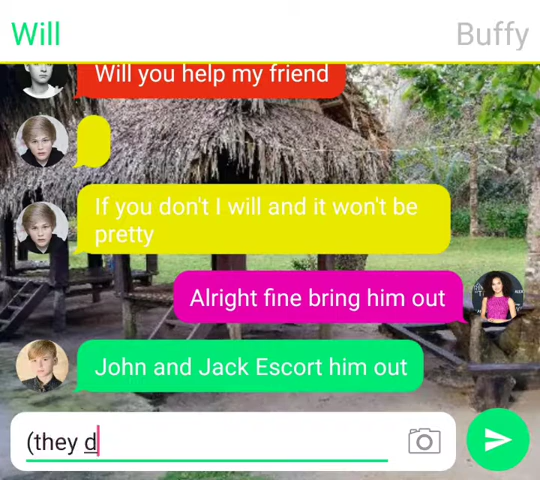 Will
Buffy
Will you help my friend
If you don't I will and it won't be
pretty
Alright fine bring him out
John and Jack Escort him out
(they d